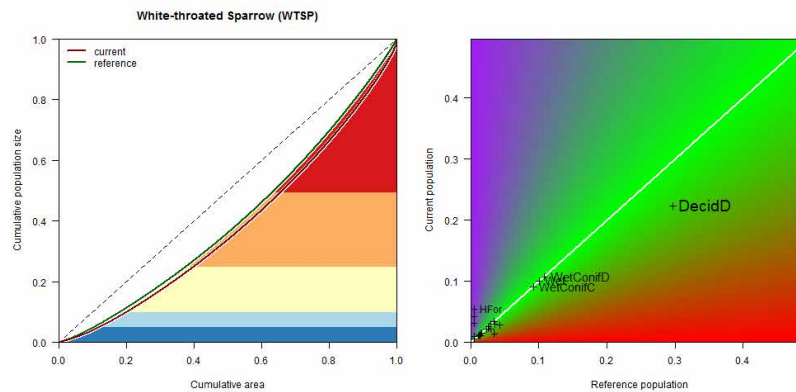 White-throated Sparrow (WTSP)
current
reference
1.0
0.8
0.6
0.4
0.2
0.0
Cumulative population size
0.0 0.2 0.4 0.6 0.8 1.0
Cumulative area
0.4
0.3
0.2
0.1
0.0
Current population
DecidD
WetConifD
WetConifC
HFor
0.0 0.1 0.2 0.3 0.4
Reference population